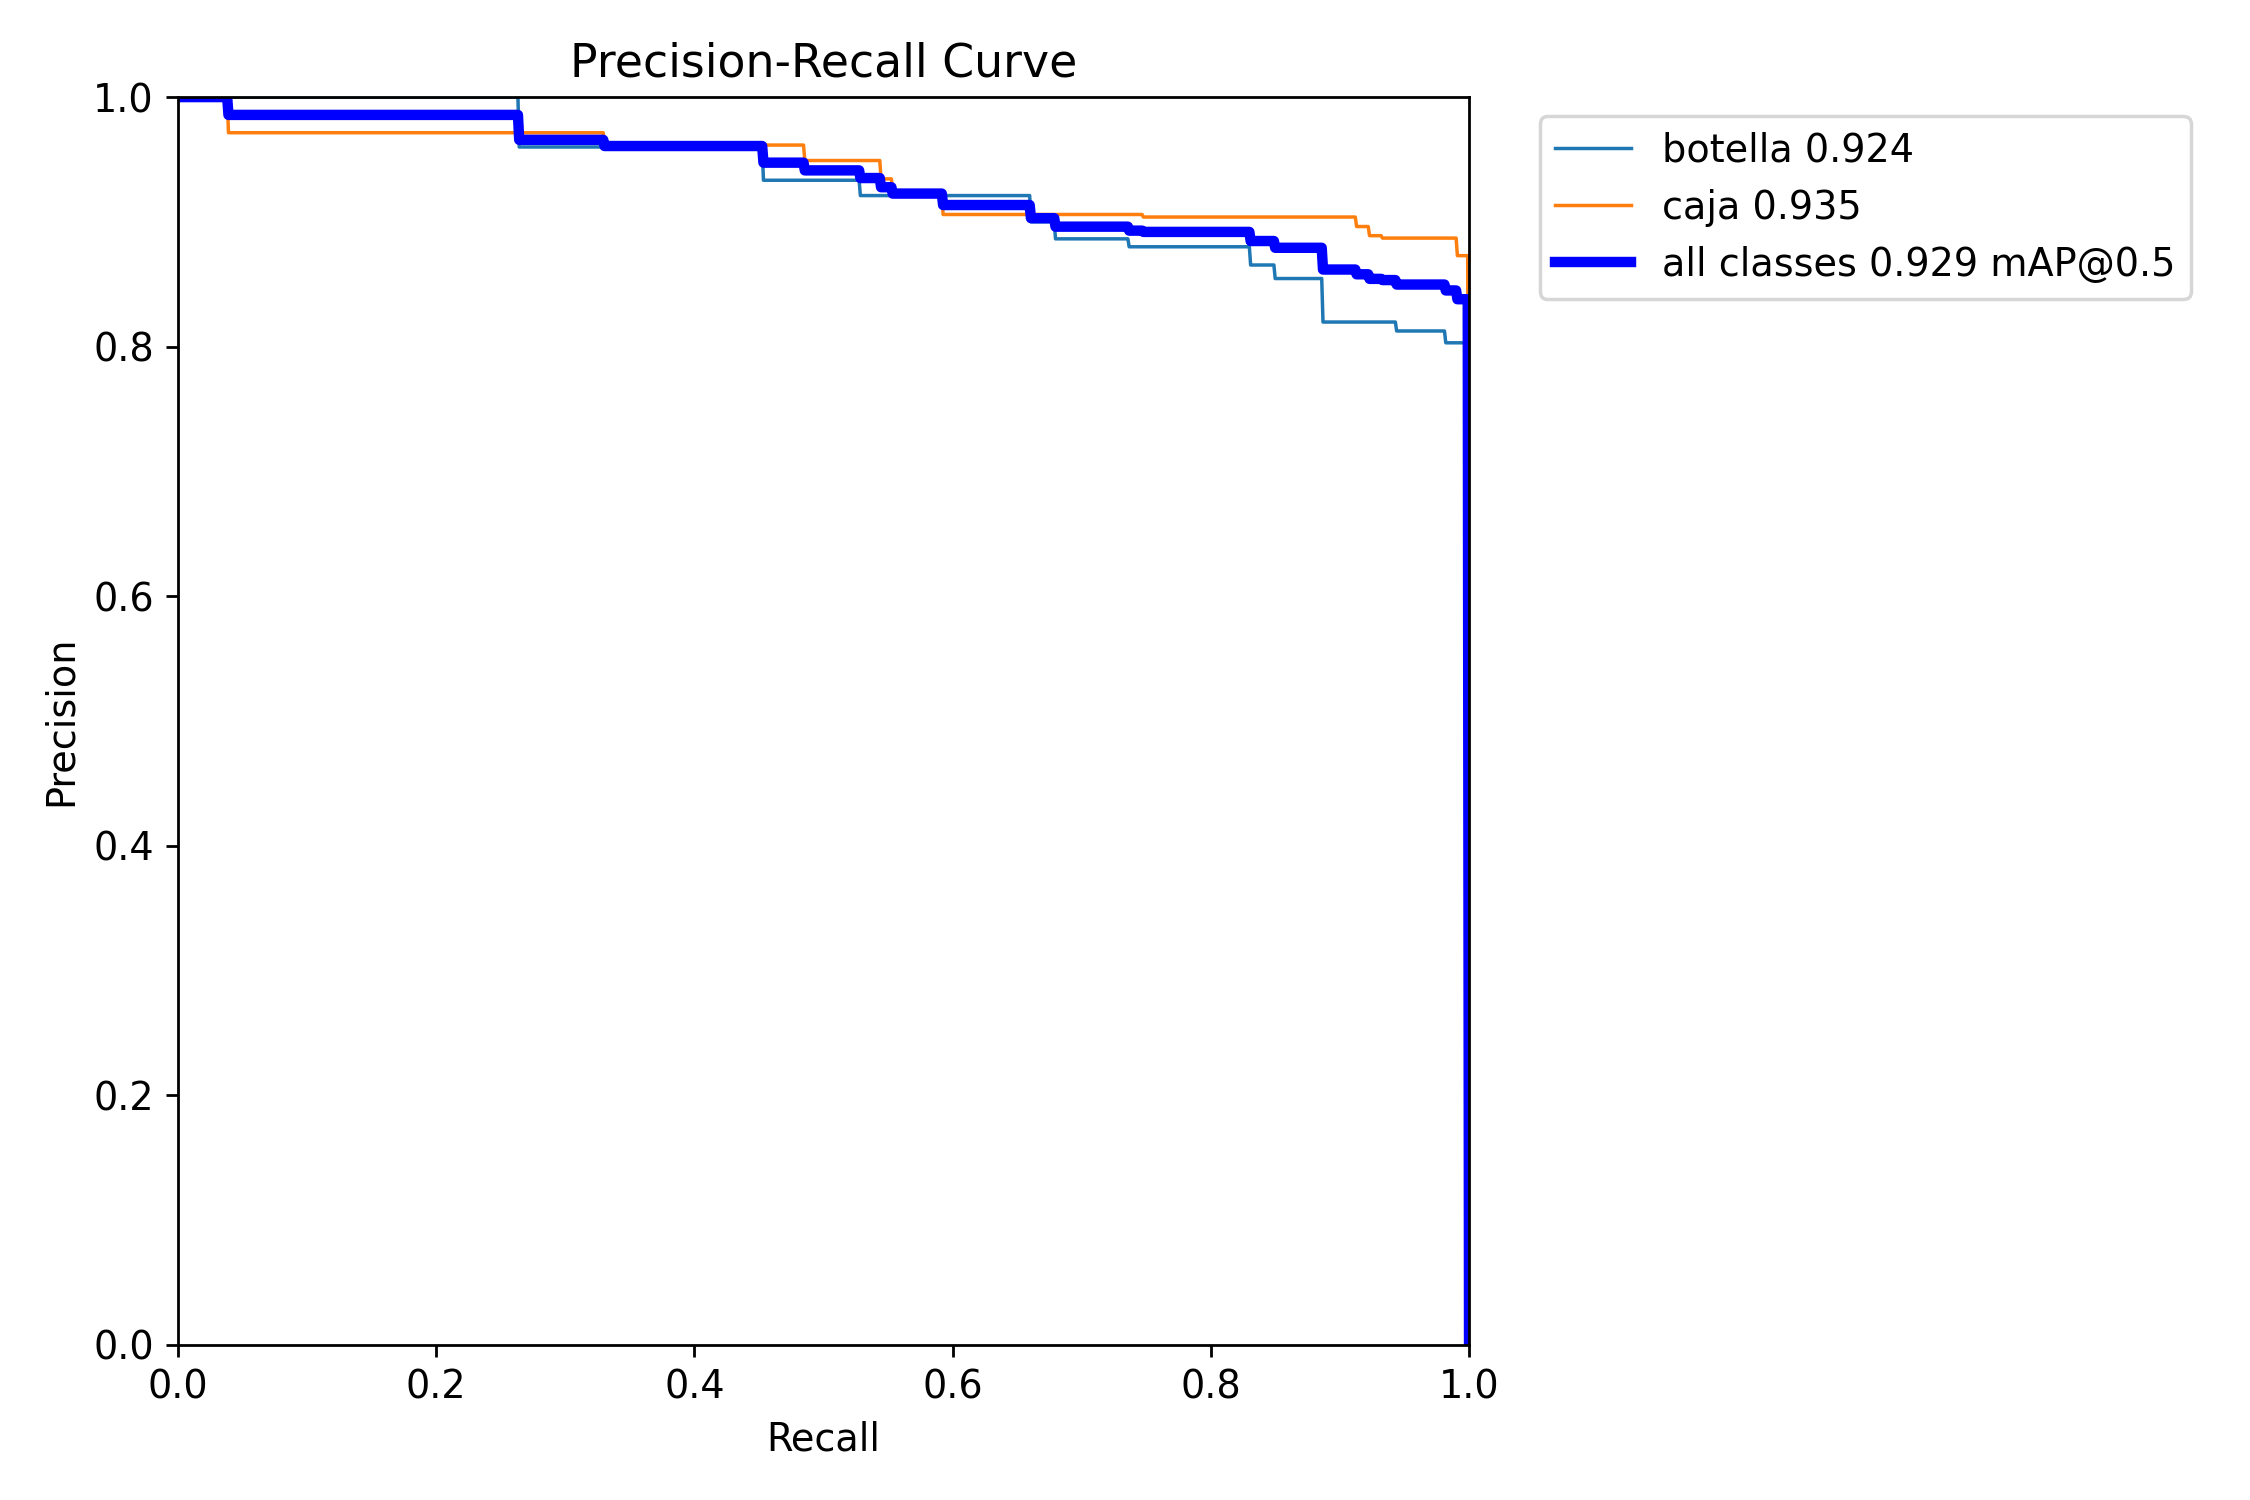 Precision-Recall Curve
1.0
0.8
0.6
0.4
0.2
0.0
Precision
0.0 0.2 0.4 0.6 0.8 1.0
Recall
botella 0.924
caja 0.935
all classes 0.929 mAP@0.5